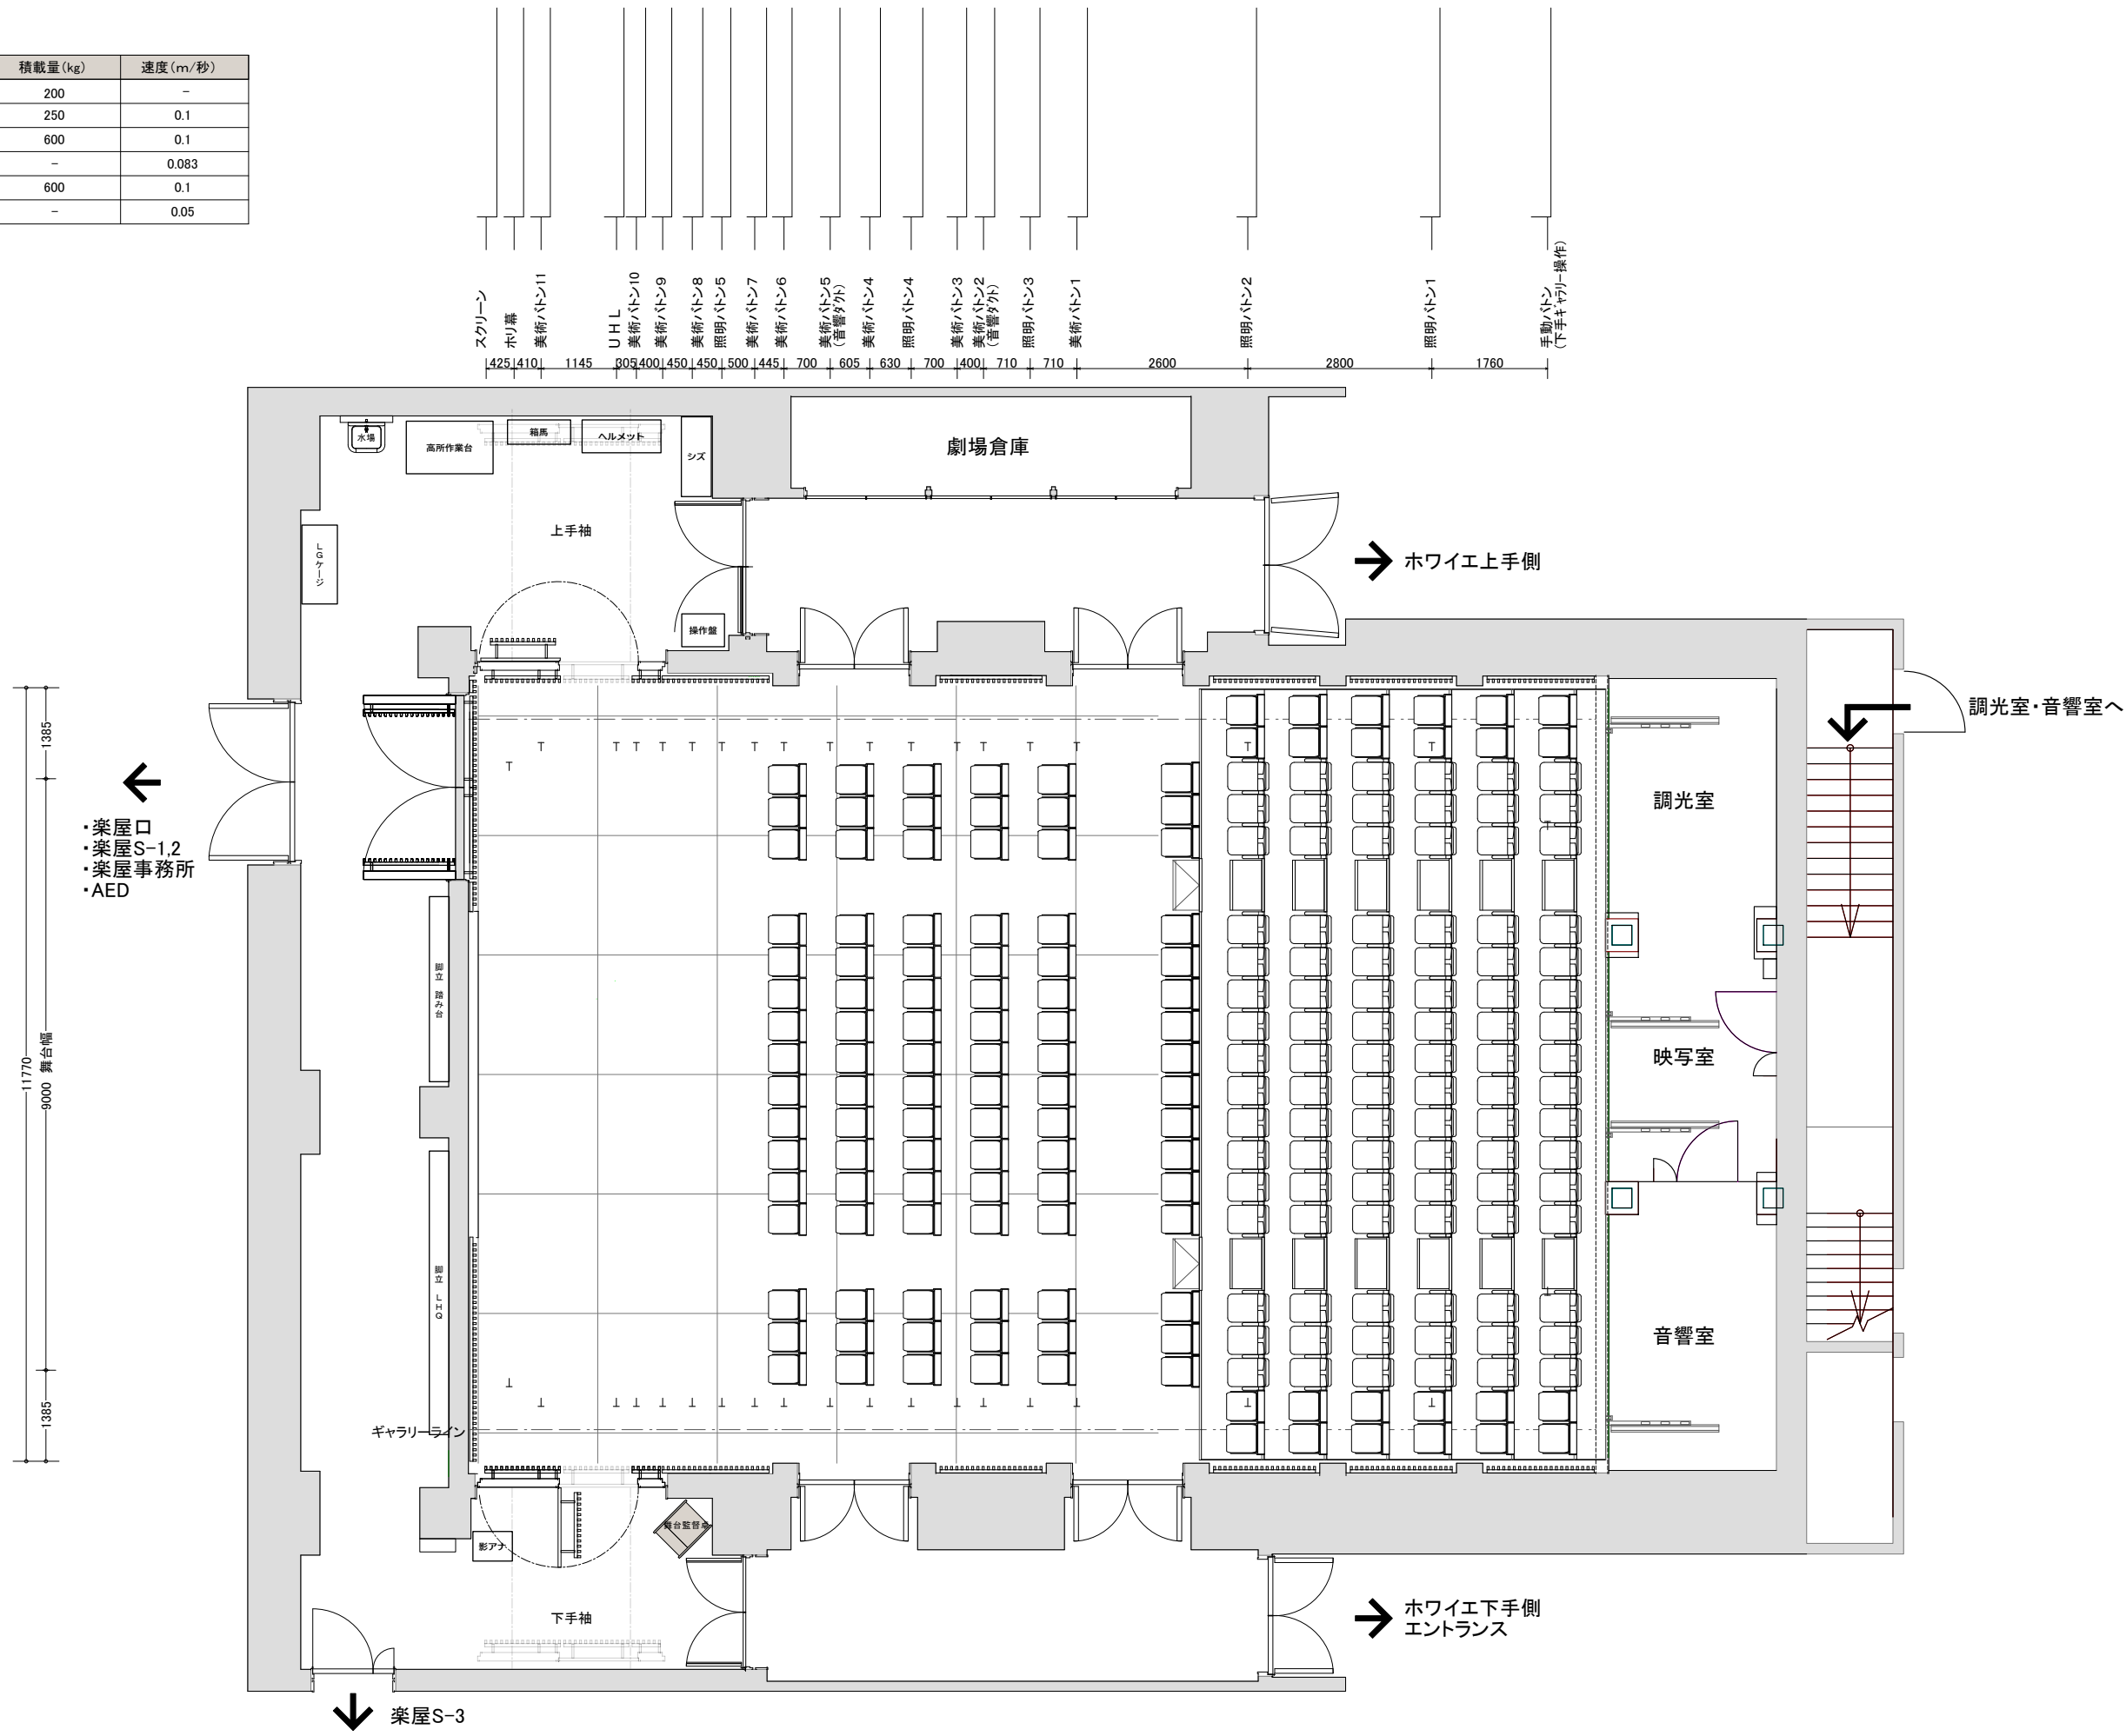 積載量(kg) 速度(m/秒)
200 -
250 0.1
600 0.1
- 0.083
600 0.1
- 0.05
スクリーン
ホリ幕
美術バトン11
UHL
美術バトン10
美術バトン9
美術バトン8
照明バトン5
美術バトン7
美術バトン6
美術バトン5
(音響ダクト)
美術バトン4
照明バトン4
美術バトン3
美術バトン2
(音響ダクト)
照明バトン3
美術バトン1
照明バトン2
照明バトン1
手動バトン
(下手ギャラリー操作)
425 410 1145 305 400 450 450 500 445 700 605 630 700 400 710 710 2600 2800 1760
水場
高所作業台
箱馬
ヘルメット
シズ
劇場倉庫
上手袖
LGケージ
操作盤
ホワイエ上手側
調光室・音響室へ
1385
11770
9000 舞台幅
1385
・楽屋口
・楽屋S-1,2
・楽屋事務所
・AED
調光室
脚立 踏み台
映写室
脚立 LHQ
音響室
ギャラリーライン
舞台監督卓
影アナ
下手袖
ホワイエ下手側
エントランス
楽屋S-3